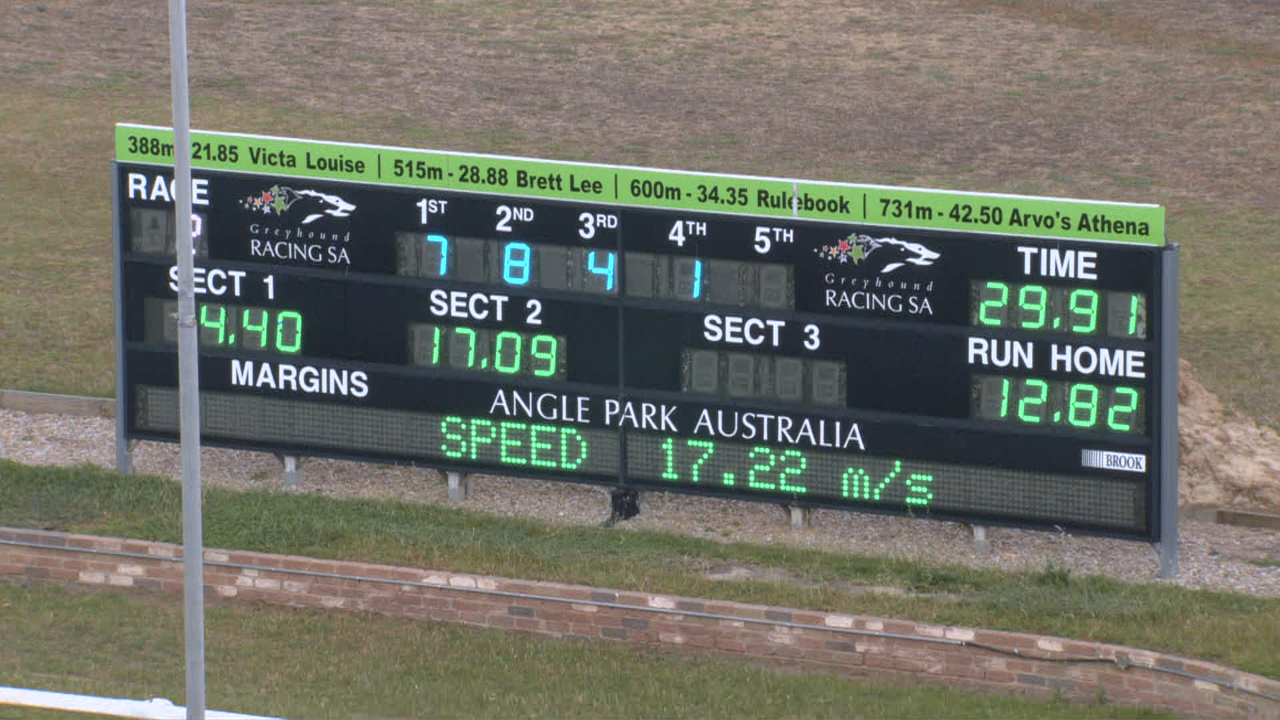 388m 21.85 Victa Louise | 515m - 28.88 Brett Lee | 600m - 34.35 Rulebook | 731m - 42.50 Arvo's Athena
RACE
Greyhound
RACING SA
1ST 2ND 3RD 4TH 5TH
7 8 4 1
Greyhound
RACING SA
TIME
29.91
SECT 1
4.40
SECT 2
17.09
SECT 3
RUN HOME
12.82
MARGINS
ANGLE PARK AUSTRALIA
BROOK
SPEED 17.22 m/s